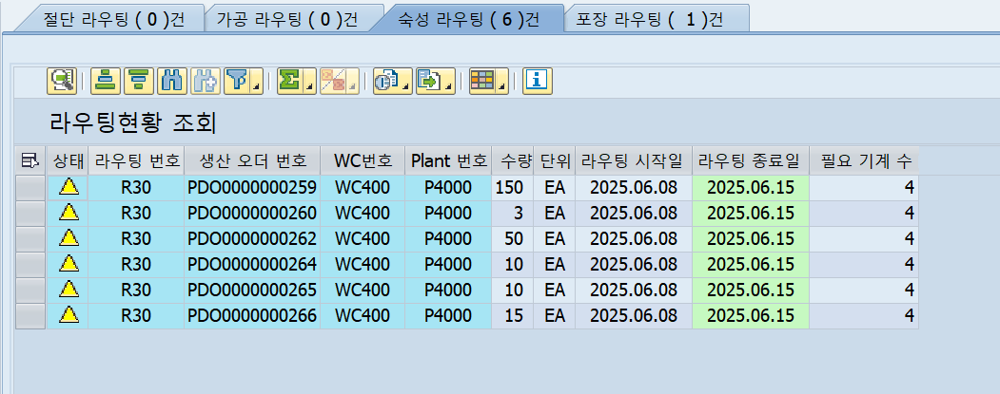 절단 라우팅 ( 0 )건 가공 라우팅 ( 0 )건 숙성 라우팅 ( 6 )건 포장 라우팅 ( 1 )건
라우팅현황 조회
상태 라우팅 번호 생산 오더 번호 WC번호 Plant 번호 수량 단위 라우팅 시작일 라우팅 종료일 필요 기계 수
R30 PDO0000000259 WC400 P4000 150 EA 2025.06.08 2025.06.15 4
R30 PDO0000000260 WC400 P4000 3 EA 2025.06.08 2025.06.15 4
R30 PDO0000000262 WC400 P4000 50 EA 2025.06.08 2025.06.15 4
R30 PDO0000000264 WC400 P4000 10 EA 2025.06.08 2025.06.15 4
R30 PDO0000000265 WC400 P4000 10 EA 2025.06.08 2025.06.15 4
R30 PDO0000000266 WC400 P4000 15 EA 2025.06.08 2025.06.15 4